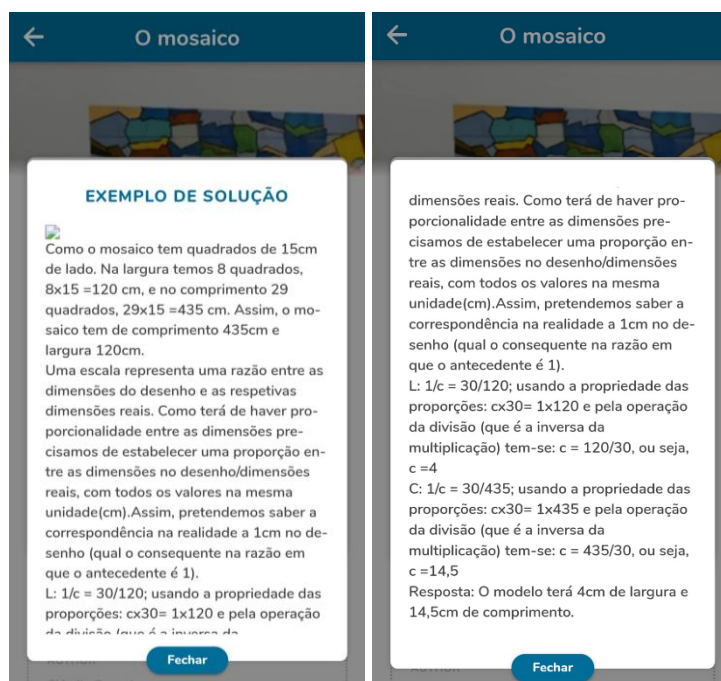 O mosaico
EXEMPLO DE SOLUÇÃO
Como o mosaico tem quadrados de 15cm
de lado. Na largura temos 8 quadrados,
8x15 =120 cm, e no comprimento 29
quadrados, 29x15 =435 cm. Assim, o mo-
saico tem de comprimento 435cm e
largura 120cm.
Uma escala representa uma razão entre as
dimensões do desenho e as respetivas
dimensões reais. Como terá de haver pro-
porcionalidade entre as dimensões pre-
cisamos de estabelecer uma proporção en-
tre as dimensões no desenho/dimensões
reais, com todos os valores na mesma
unidade(cm).Assim, pretendemos saber a
correspondência na realidade a 1cm no de-
senho (qual o consequente na razão em
que o antecedente é 1).
L: 1/c = 30/120; usando a propriedade das
proporções: cx30= 1x120 e pela operação
da divisão (que é a inversa da
Fechar
O mosaico
dimensões reais. Como terá de haver pro-
porcionalidade entre as dimensões pre-
cisamos de estabelecer uma proporção en-
tre as dimensões no desenho/dimensões
reais, com todos os valores na mesma
unidade(cm).Assim, pretendemos saber a
correspondência na realidade a 1cm no de-
senho (qual o consequente na razão em
que o antecedente é 1).
L: 1/c = 30/120; usando a propriedade das
proporções: cx30= 1x120 e pela operação
da divisão (que é a inversa da
multiplicação) tem-se: c = 120/30, ou seja,
c =4
C: 1/c = 30/435; usando a propriedade das
proporções: cx30= 1x435 e pela operação
da divisão (que é a inversa da
multiplicação) tem-se: c = 435/30, ou seja,
c =14,5
Resposta: O modelo terá 4cm de largura e
14,5cm de comprimento.
Fechar